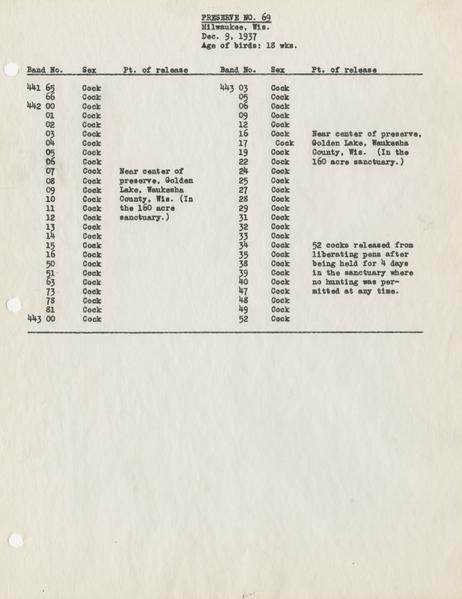 PRESERVE NO. 69
Milwaukee, Wis.
Dec. 9, 1937
Age of birds: 18 wks.
Band No. Sex Pt. of release Band No. Sex Pt. of release
441 65 Cock 443 03 Cock
66 Cock 05 Cock
442 00 Cock 06 Cock
01 Cock 09 Cock
02 Cock 12 Cock
03 Cock 16 Cock Near center of preserve,
04 Cock 17 Cock Golden Lake, Waukesha
05 Cock 19 Cock County, Wis. (In the
06 Cock 22 Cock 160 acre sanctuary.)
07 Cock Near center of 24 Cock
08 Cock preserve, Golden 25 Cock
09 Cock Lake, Waukesha 27 Cock
10 Cock County, Wis. (In 28 Cock
11 Cock the 160 acre 29 Cock
12 Cock sanctuary.) 31 Cock
13 Cock 32 Cock
14 Cock 33 Cock
15 Cock 34 Cock 52 cocks released from
16 Cock 35 Cock liberating pens after
50 Cock 38 Cock being held for 4 days
51 Cock 39 Cock in the sanctuary where
63 Cock 40 Cock no hunting was per-
73 Cock 47 Cock mitted at any time.
78 Cock 48 Cock
81 Cock 49 Cock
443 00 Cock 52 Cock